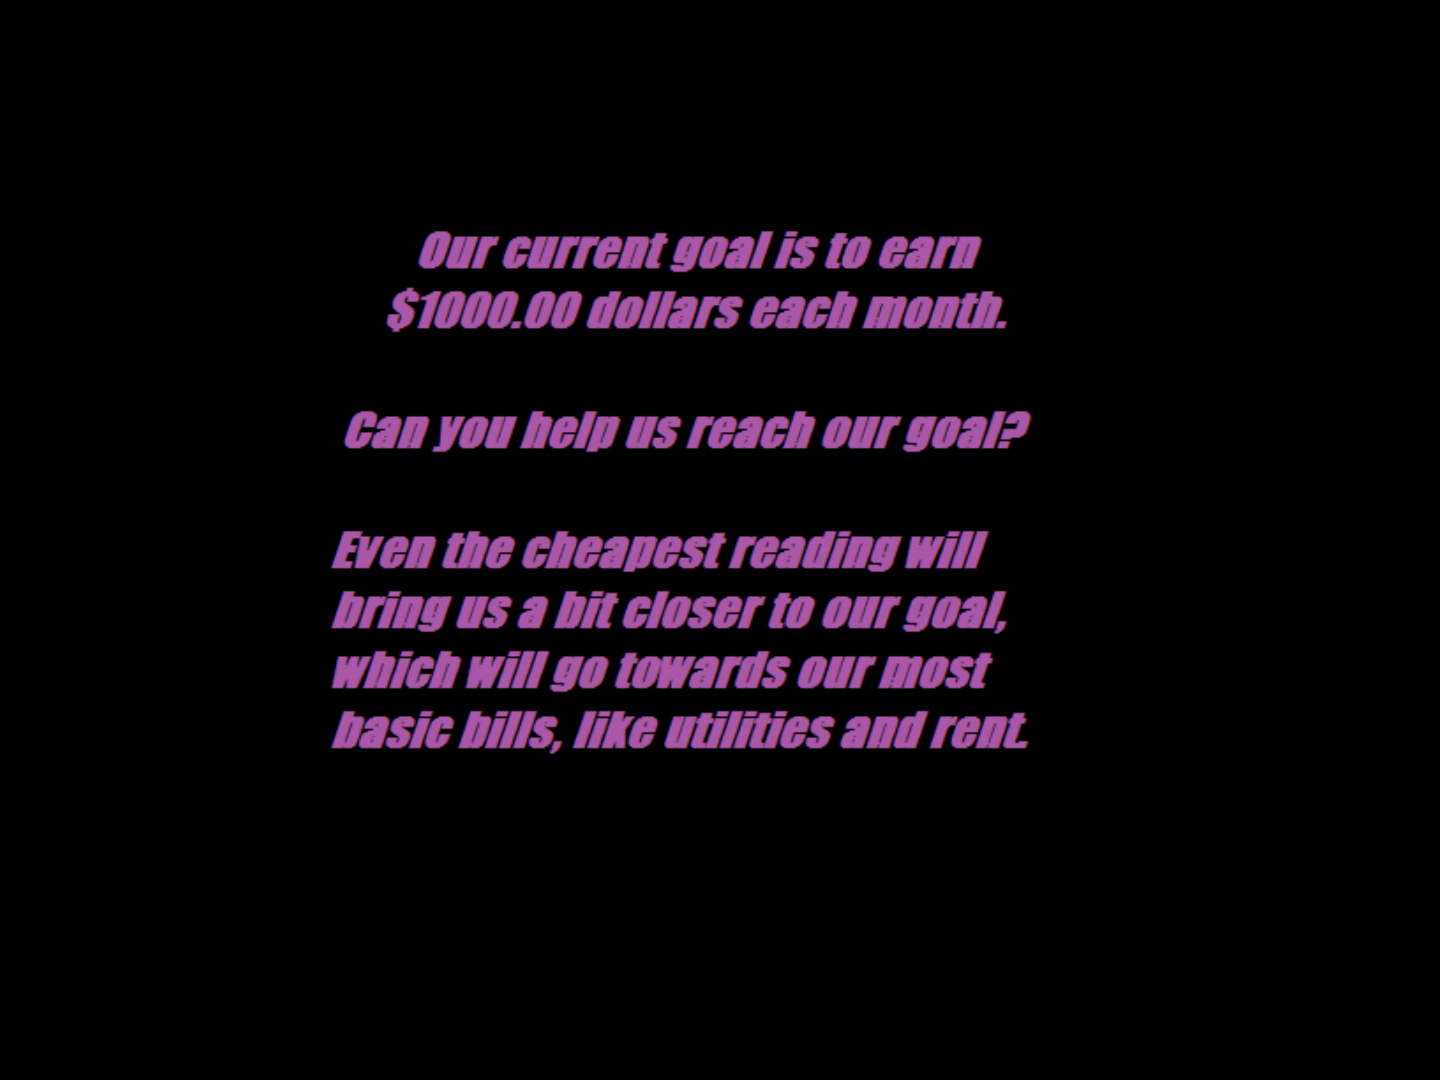 Our current goal is to earn
$1000.00 dollars each month.
Can you help us reach our goal?
Even the cheapest reading will
bring us a bit closer to our goal,
which will go towards our most
basic bills, like utilities and rent.